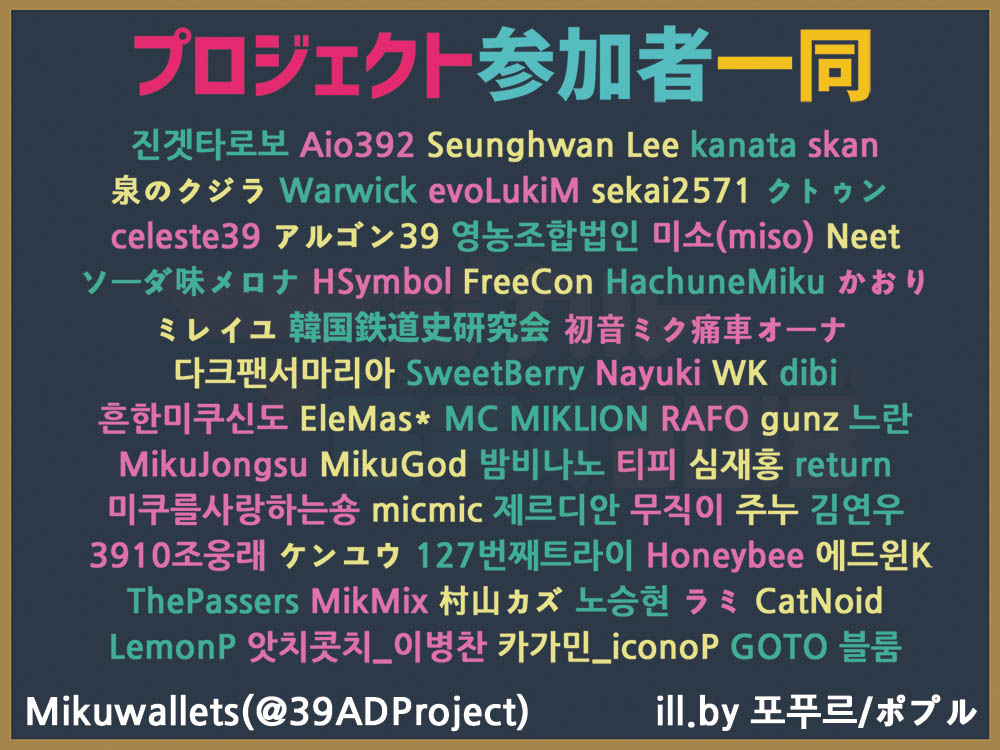 プロジェクト参加者一同
진겟타로보 Aio392 Seunghwan Lee kanata skan
泉のクジラ Warwick evoLukiM sekai2571 クトゥン
celeste39 アルゴン39 영농조합법인 미소(miso) Neet
ソーダ味メロナ HSymbol FreeCon HachuneMiku かおり
ミレイユ 韓国鉄道史研究会 初音ミク痛車オーナ
다크팬서마리아 SweetBerry Nayuki WK dibi
흔한미쿠신도 EleMas* MC MIKLION RAFO gunz 느란
MikuJongsu MikuGod 밤비나노 티피 심재홍 return
미쿠를사랑하는숑 micmic 제르디안 무직이 주누 김연우
3910조웅래 ケンユウ 127번째트라이 Honeybee 에드윈K
ThePassers MikMix 村山カズ 노승현 ラミ CatNoid
LemonP 앗치콧치_이병찬 카가민_iconoP GOTO 블룸
Mikuwallets(@39ADProject) ill.by 포푸르/ポプル